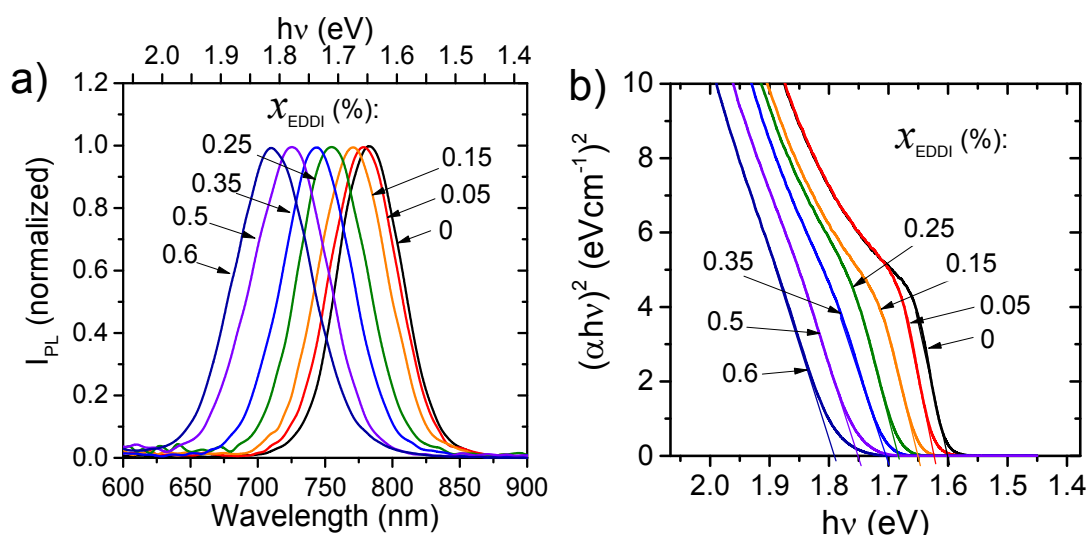 a)
hν (eV)
2.0 1.9 1.8 1.7 1.6 1.5 1.4
1.2
1.0
0.8
0.6
0.4
0.2
0.0
I_PL (normalized)
x_EDDI (%):
0.25
0.35
0.5
0.6
0.15
0.05
0
600 650 700 750 800 850 900
Wavelength (nm)
b)
10
8
6
4
2
0
(αhν)² (eVcm⁻¹)²
x_EDDI (%):
0.25
0.35
0.15
0.5
0.05
0.6
0
2.0 1.9 1.8 1.7 1.6 1.5 1.4
hν (eV)